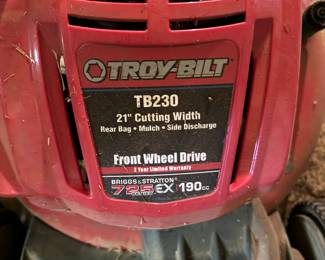 TROY-BILT
TB230
21" Cutting Width
Rear Bag • Mulch • Side Discharge
Front Wheel Drive
2 Year Limited Warranty
BRIGGS & STRATTON
725 EX 190cc
SERIES